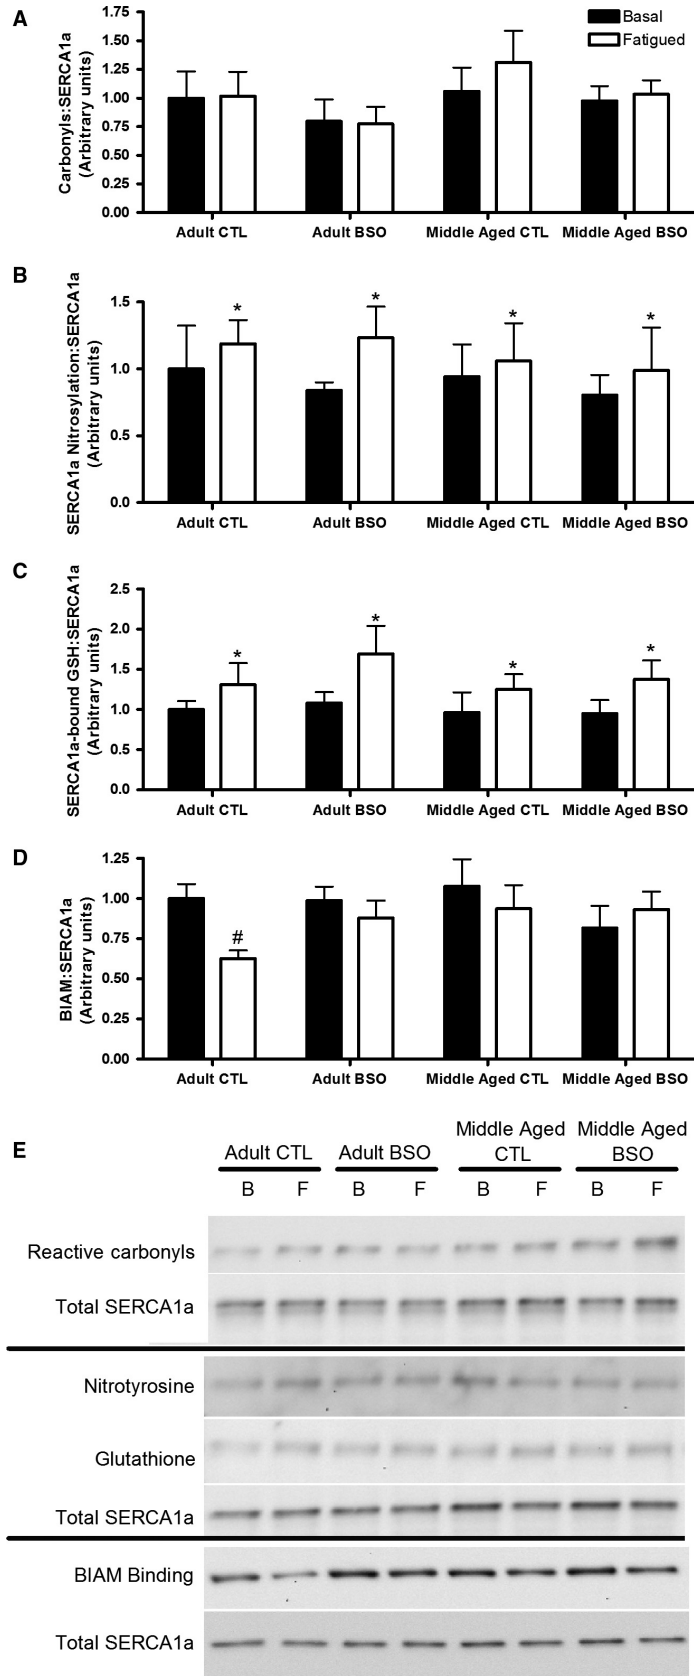 A
Carbonyls:SERCA1a
(Arbitrary units)
1.75
1.50
1.25
1.00
0.75
0.50
0.25
0.00
Basal
Fatigued
Adult CTL
Adult BSO
Middle Aged CTL
Middle Aged BSO
B
SERCA1a Nitrosylation:SERCA1a
(Arbitrary units)
1.5
1.0
0.5
0.0
*
*
*
*
Adult CTL
Adult BSO
Middle Aged CTL
Middle Aged BSO
C
SERCA1a-bound GSH:SERCA1a
(Arbitrary units)
2.5
2.0
1.5
1.0
0.5
0.0
*
*
*
*
Adult CTL
Adult BSO
Middle Aged CTL
Middle Aged BSO
D
BIAM:SERCA1a
(Arbitrary units)
1.25
1.00
0.75
0.50
0.25
0.00
#
Adult CTL
Adult BSO
Middle Aged CTL
Middle Aged BSO
E
Adult CTL
Adult BSO
Middle Aged
CTL
Middle Aged
BSO
B F B F B F B F
Reactive carbonyls
Total SERCA1a
Nitrotyrosine
Glutathione
Total SERCA1a
BIAM Binding
Total SERCA1a